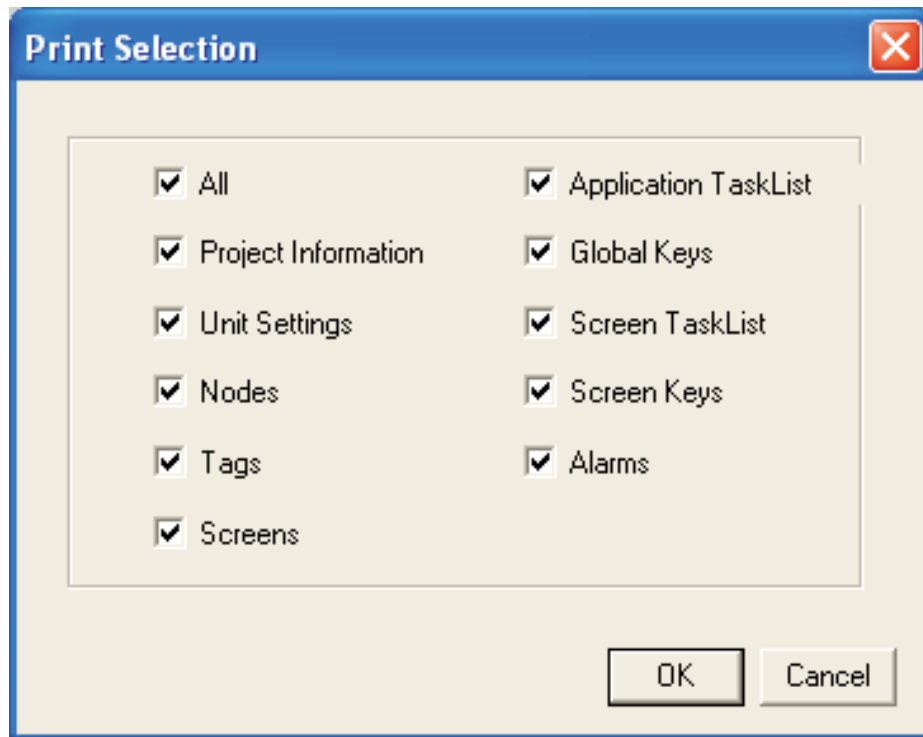 Print Selection
All
Application TaskList
Project Information
Global Keys
Unit Settings
Screen TaskList
Nodes
Screen Keys
Tags
Alarms
Screens
OK
Cancel